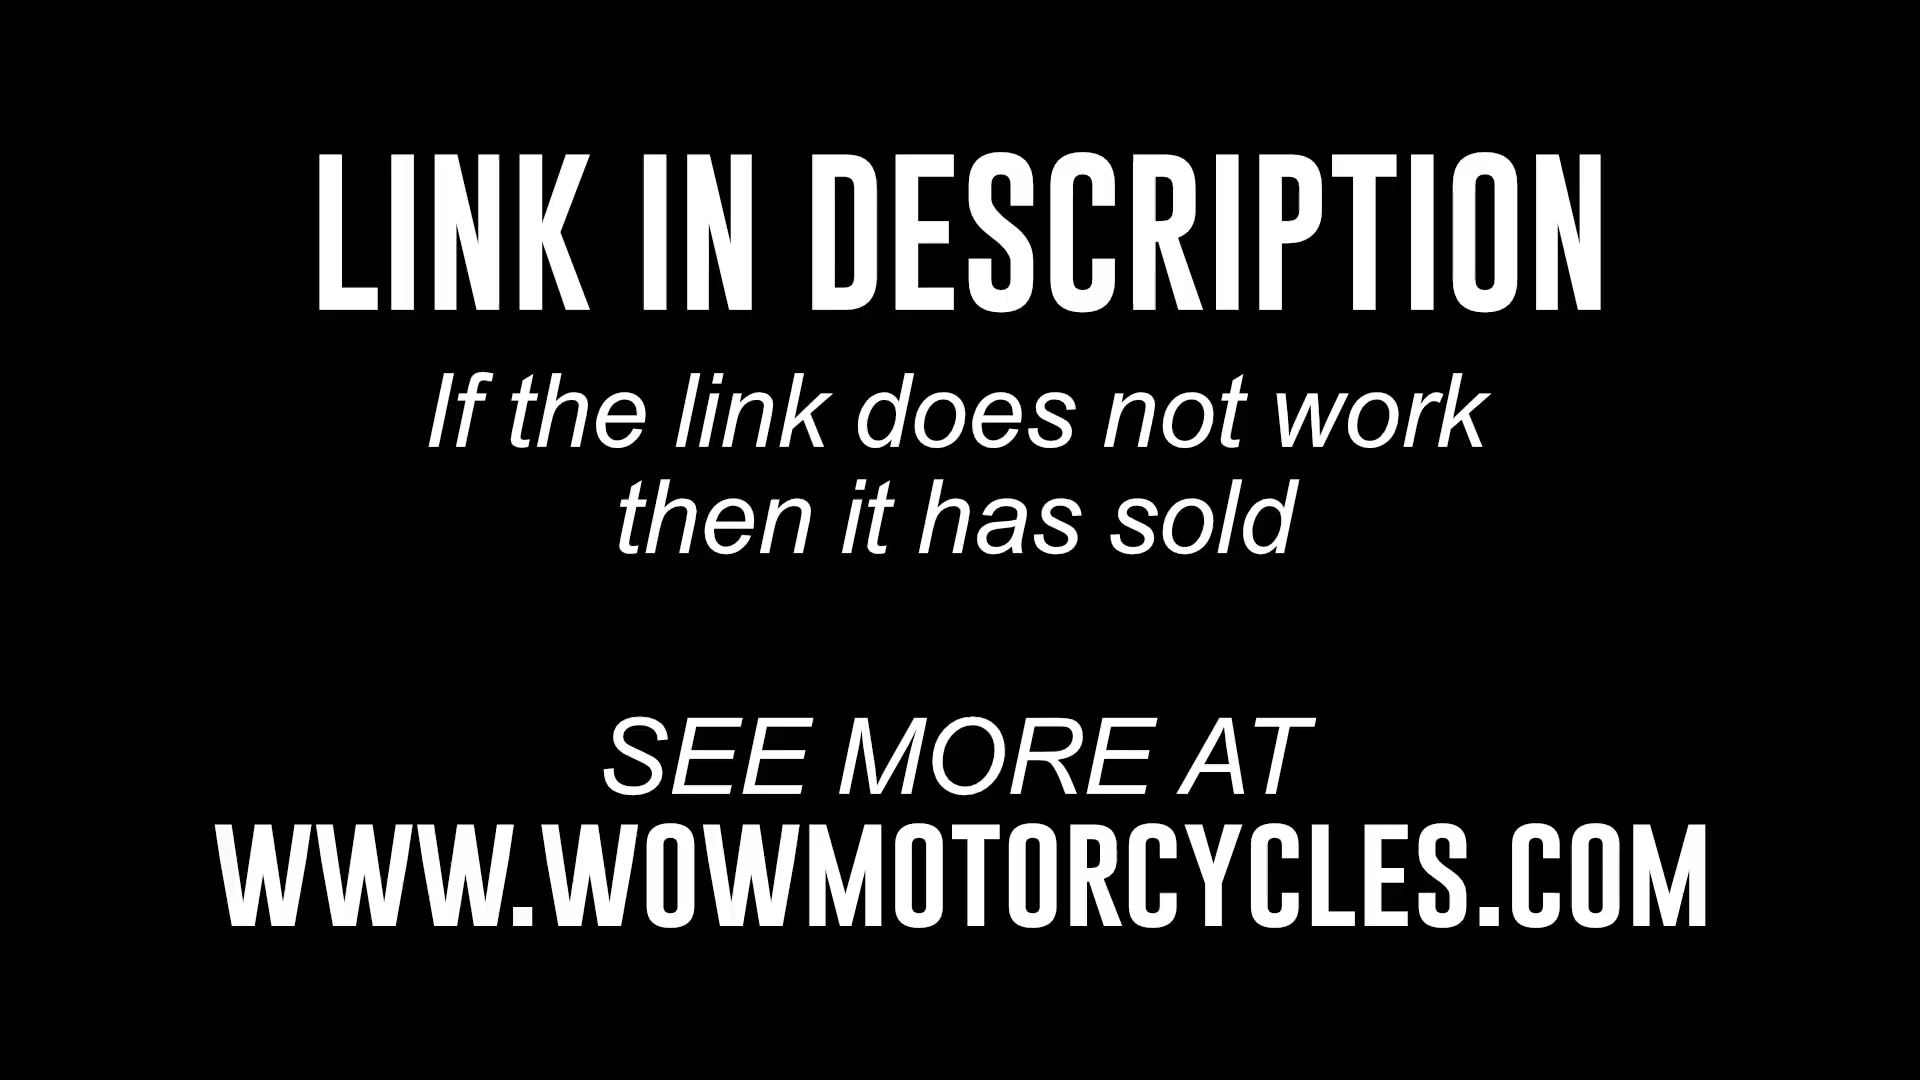 LINK IN DESCRIPTION
If the link does not work
then it has sold
SEE MORE AT
WWW.WOWMOTORCYCLES.COM